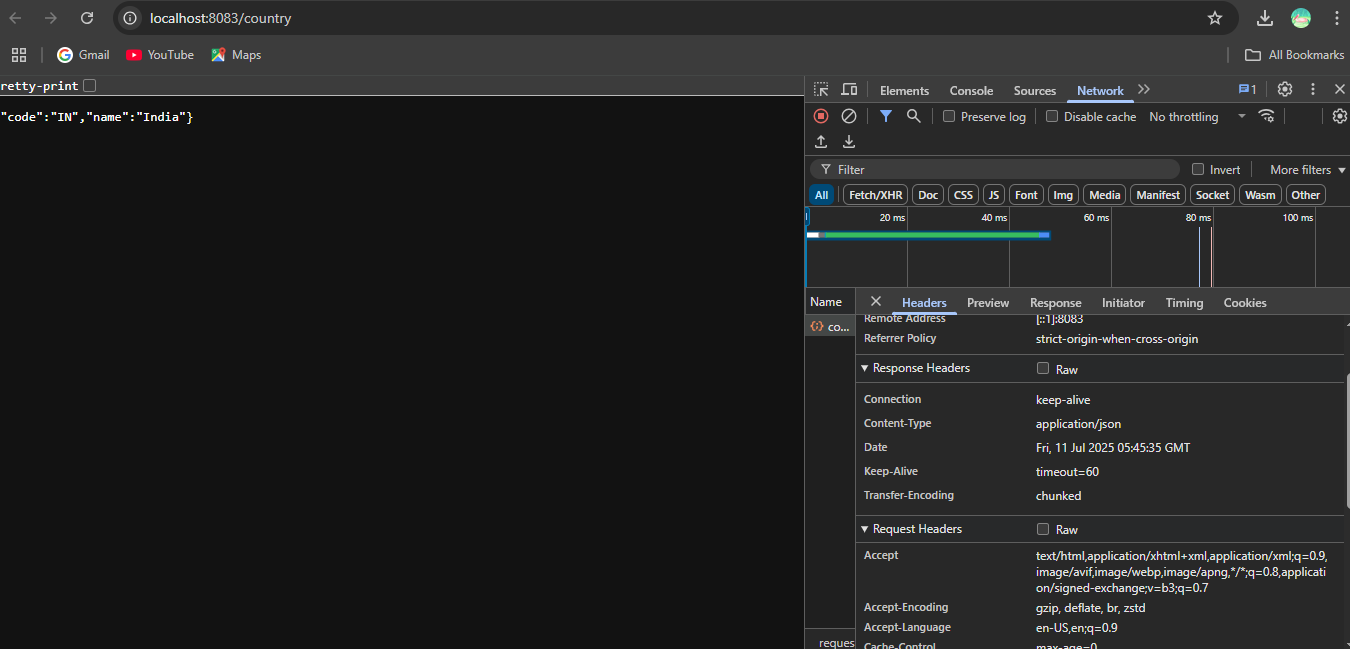 localhost:8083/country
Gmail YouTube Maps All Bookmarks
retty-print
"code":"IN","name":"India"}
Elements Console Sources Network 1
Preserve log Disable cache No throttling
Filter Invert More filters
All Fetch/XHR Doc CSS JS Font Img Media Manifest Socket Wasm Other
20 ms 40 ms 60 ms 80 ms 100 ms
Name Headers Preview Response Initiator Timing Cookies
co...
Remote Address [::1]:8083
Referrer Policy strict-origin-when-cross-origin
Response Headers Raw
Connection keep-alive
Content-Type application/json
Date Fri, 11 Jul 2025 05:45:35 GMT
Keep-Alive timeout=60
Transfer-Encoding chunked
Request Headers Raw
Accept text/html,application/xhtml+xml,application/xml;q=0.9,
image/avif,image/webp,image/apng,*/*;q=0.8,applicati
on/signed-exchange;v=b3;q=0.7
Accept-Encoding gzip, deflate, br, zstd
Accept-Language en-US,en;q=0.9
Cache-Control max-age=0
reques